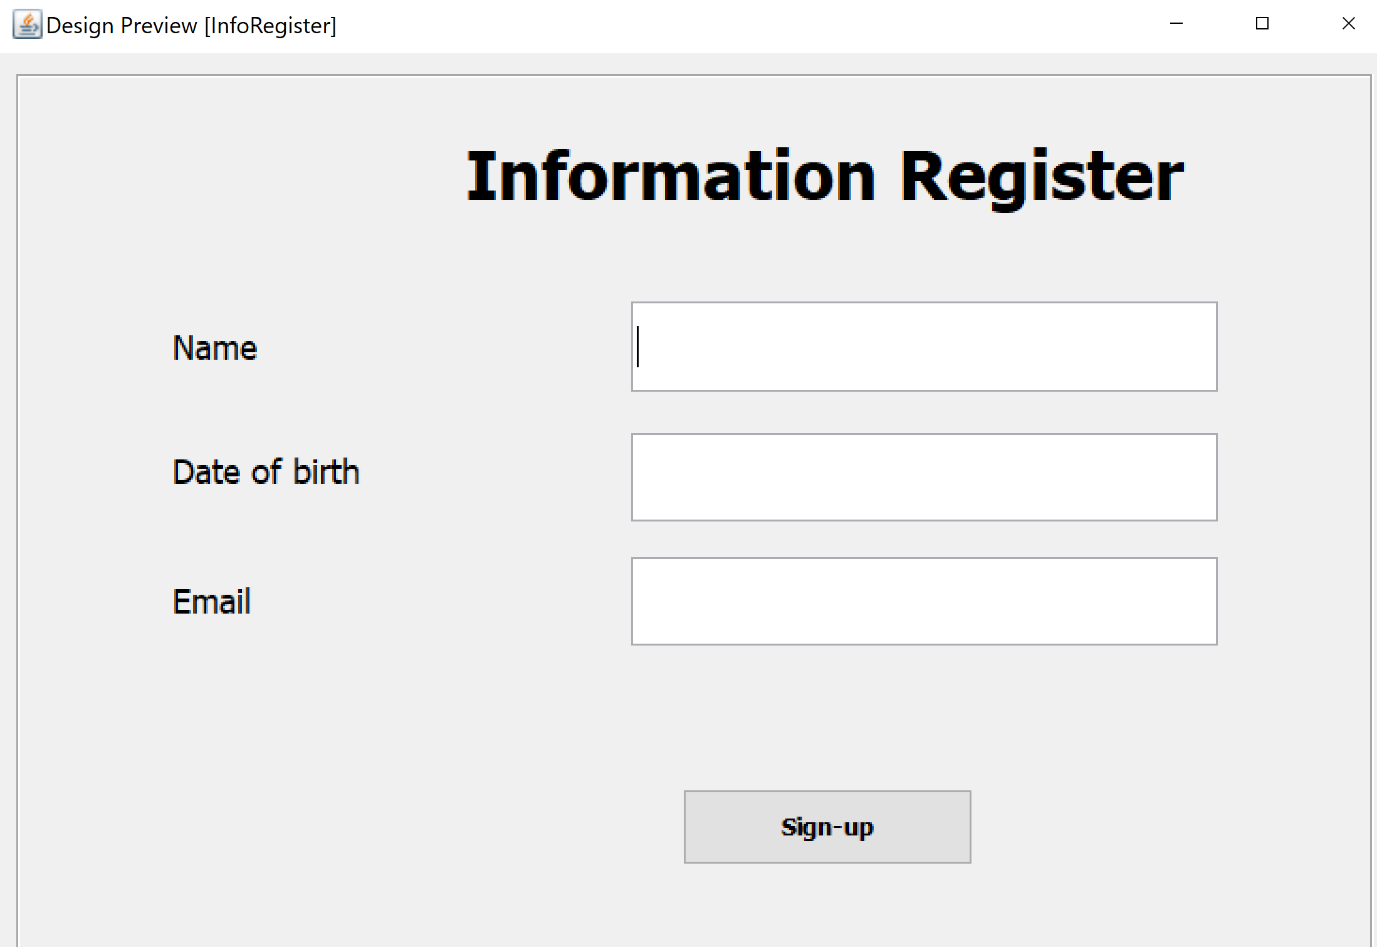 Design Preview [InfoRegister]
Information Register
Name
Date of birth
Email
Sign-up